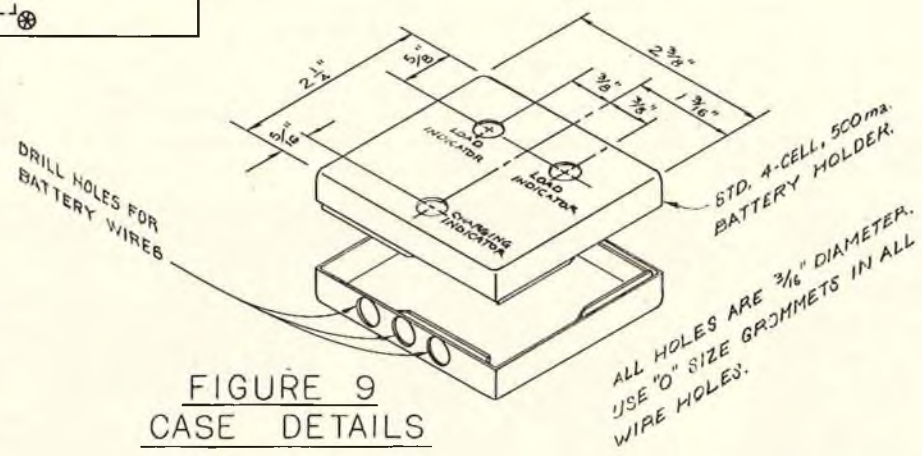 2 3/8"
5/8"
2 1/4"
3/8"
3/8"
1 3/16"
5/16"
LOAD
INDICATOR
LOAD
INDICATOR
CHARGING
INDICATOR
STD. 4-CELL, 500 ma.
BATTERY HOLDER.
DRILL HOLES FOR
BATTERY WIRES
ALL HOLES ARE 3/16" DIAMETER.
USE "O" SIZE GROMMETS IN ALL
WIRE HOLES.
FIGURE 9
CASE DETAILS